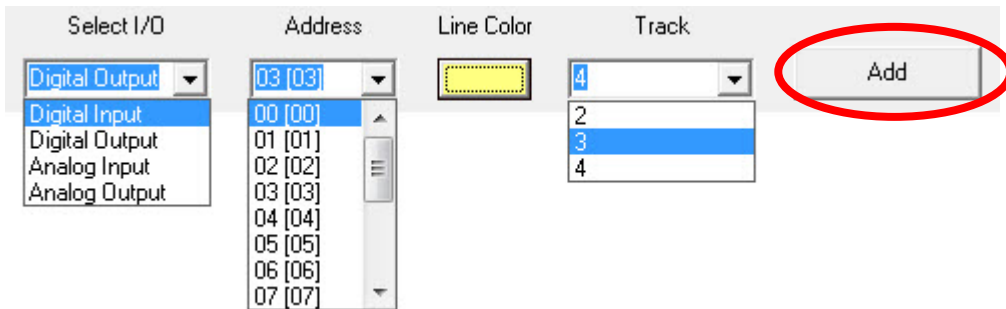 Select I/O Address Line Color Track
Digital Output 03 [03] 4 Add
Digital Input 00 [00] 2
Digital Output 01 [01] 3
Analog Input 02 [02] 4
Analog Output 03 [03]
04 [04]
05 [05]
06 [06]
07 [07]